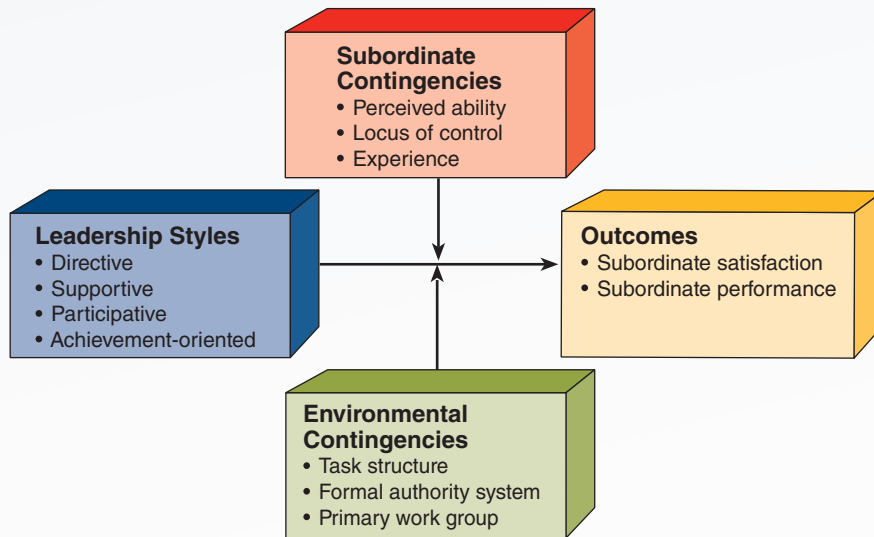 Subordinate
Contingencies
• Perceived ability
• Locus of control
• Experience
Leadership Styles
• Directive
• Supportive
• Participative
• Achievement-oriented
Outcomes
• Subordinate satisfaction
• Subordinate performance
Environmental
Contingencies
• Task structure
• Formal authority system
• Primary work group